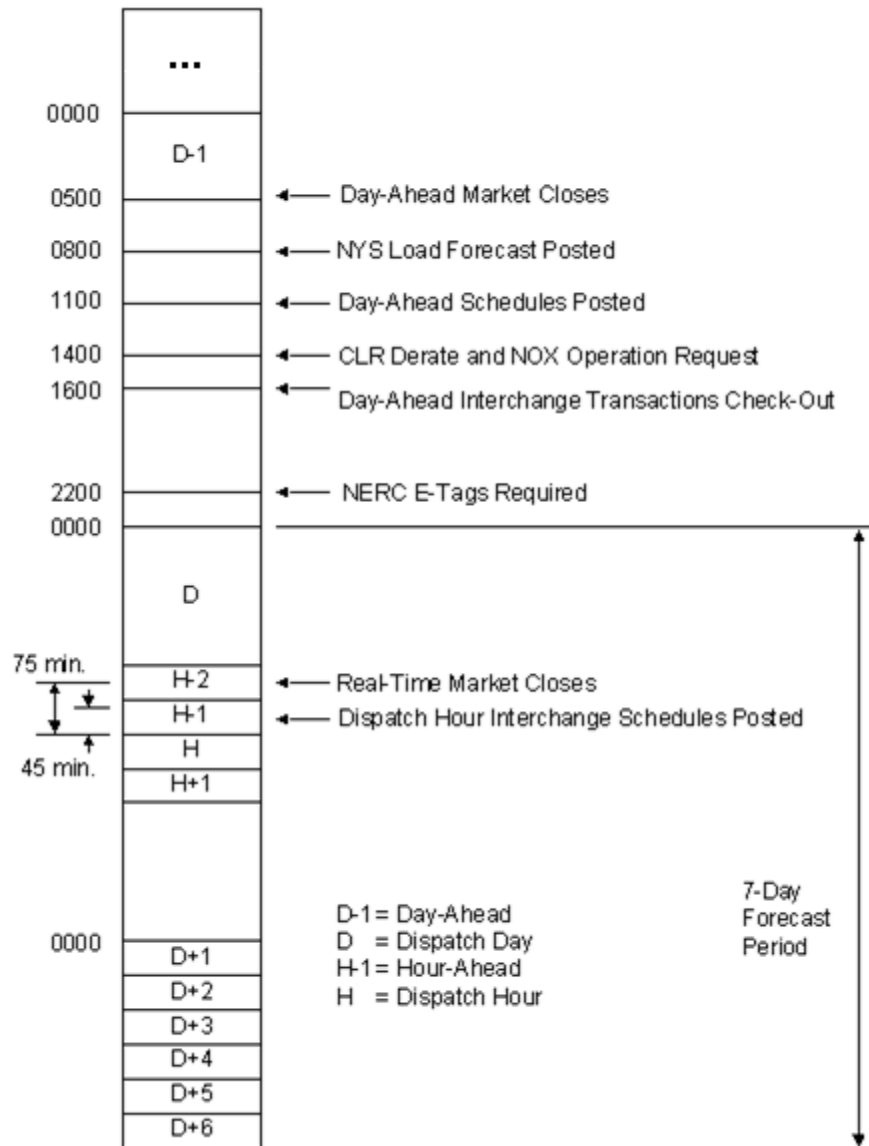 ...
0000
D-1
0500
Day-Ahead Market Closes
0800
NYS Load Forecast Posted
1100
Day-Ahead Schedules Posted
1400
CLR Derate and NOX Operation Request
1600
Day-Ahead Interchange Transactions Check-Out
2200
NERC E-Tags Required
0000
D
75 min.
H-2
Real-Time Market Closes
H-1
Dispatch Hour Interchange Schedules Posted
H
45 min.
H+1
7-Day
Forecast
Period
D-1 = Day-Ahead
D = Dispatch Day
H-1 = Hour-Ahead
H = Dispatch Hour
0000
D+1
D+2
D+3
D+4
D+5
D+6